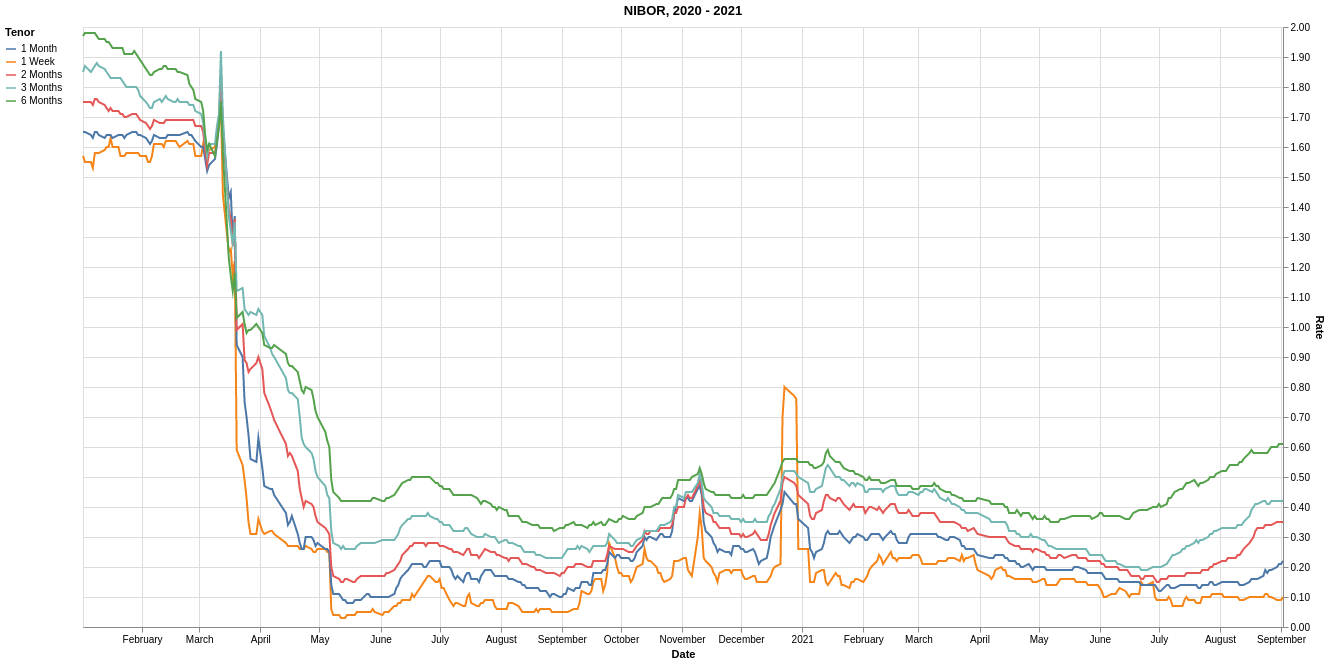 NIBOR, 2020 - 2021
Tenor
1 Month
1 Week
2 Months
3 Months
6 Months
2.00
1.90
1.80
1.70
1.60
1.50
1.40
1.30
1.20
1.10
1.00
0.90
0.80
0.70
0.60
0.50
0.40
0.30
0.20
0.10
0.00
Rate
February March April May June July August September October November December 2021 February March April May June July August September
Date